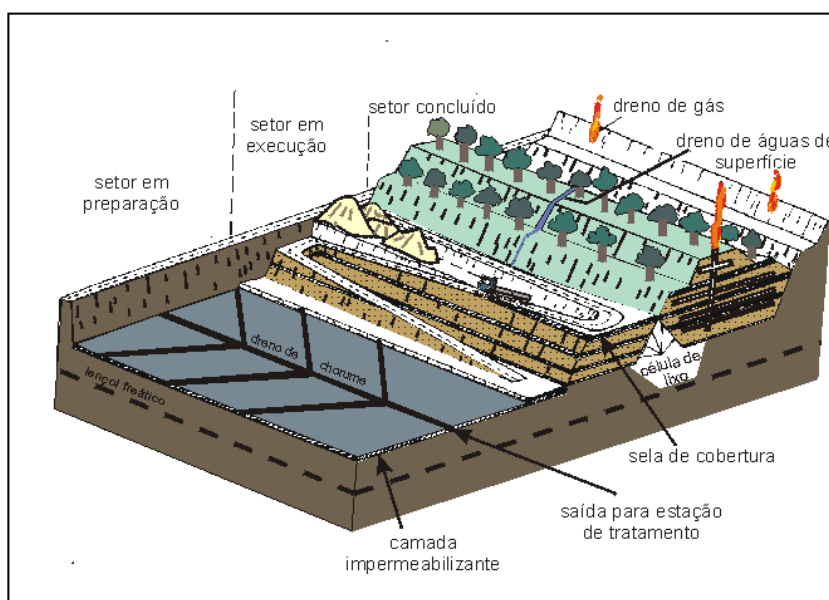 dreno de gás
setor concluído
dreno de águas de
superfície
setor em
execução
setor em
preparação
dreno de
chorume
lençol freático
célula de
lixo
sela de cobertura
saída para estação
de tratamento
camada
impermeabilizante